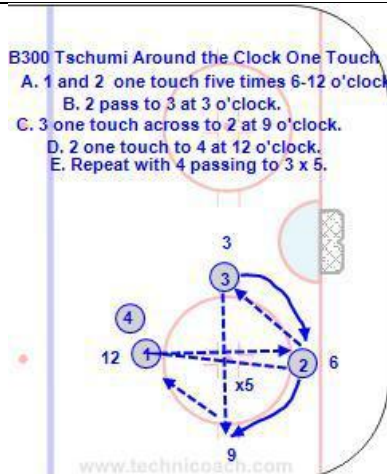 B300 Tschumi Around the Clock One Touch
A. 1 and 2 one touch five times 6-12 o'clock
B. 2 pass to 3 at 3 o'clock.
C. 3 one touch across to 2 at 9 o'clock.
D. 2 one touch to 4 at 12 o'clock.
E. Repeat with 4 passing to 3 x 5.
3
3
4
12
1
2
6
x5
9
www.technicoach.com